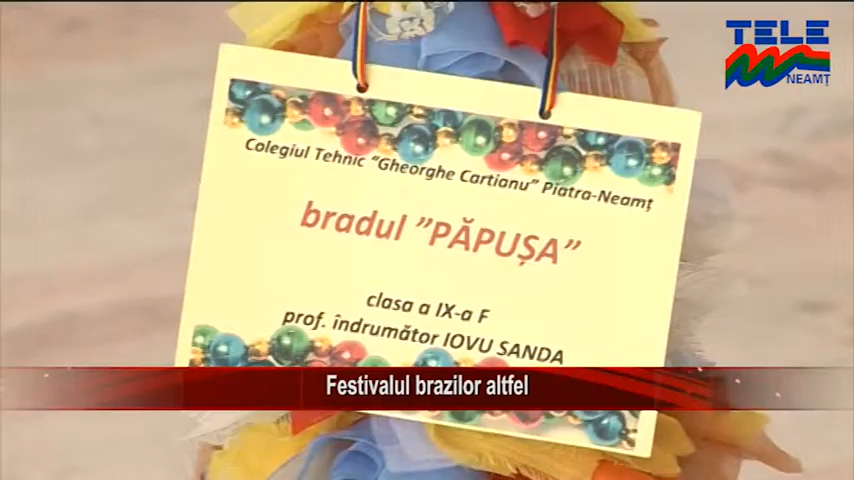 TELE
NEAMȚ
Colegiul Tehnic "Gheorghe Cartianu" Piatra-Neamț
bradul ”PĂPUȘA”
clasa a IX-a F
prof. îndrumător IOVU SANDA
Festivalul brazilor altfel